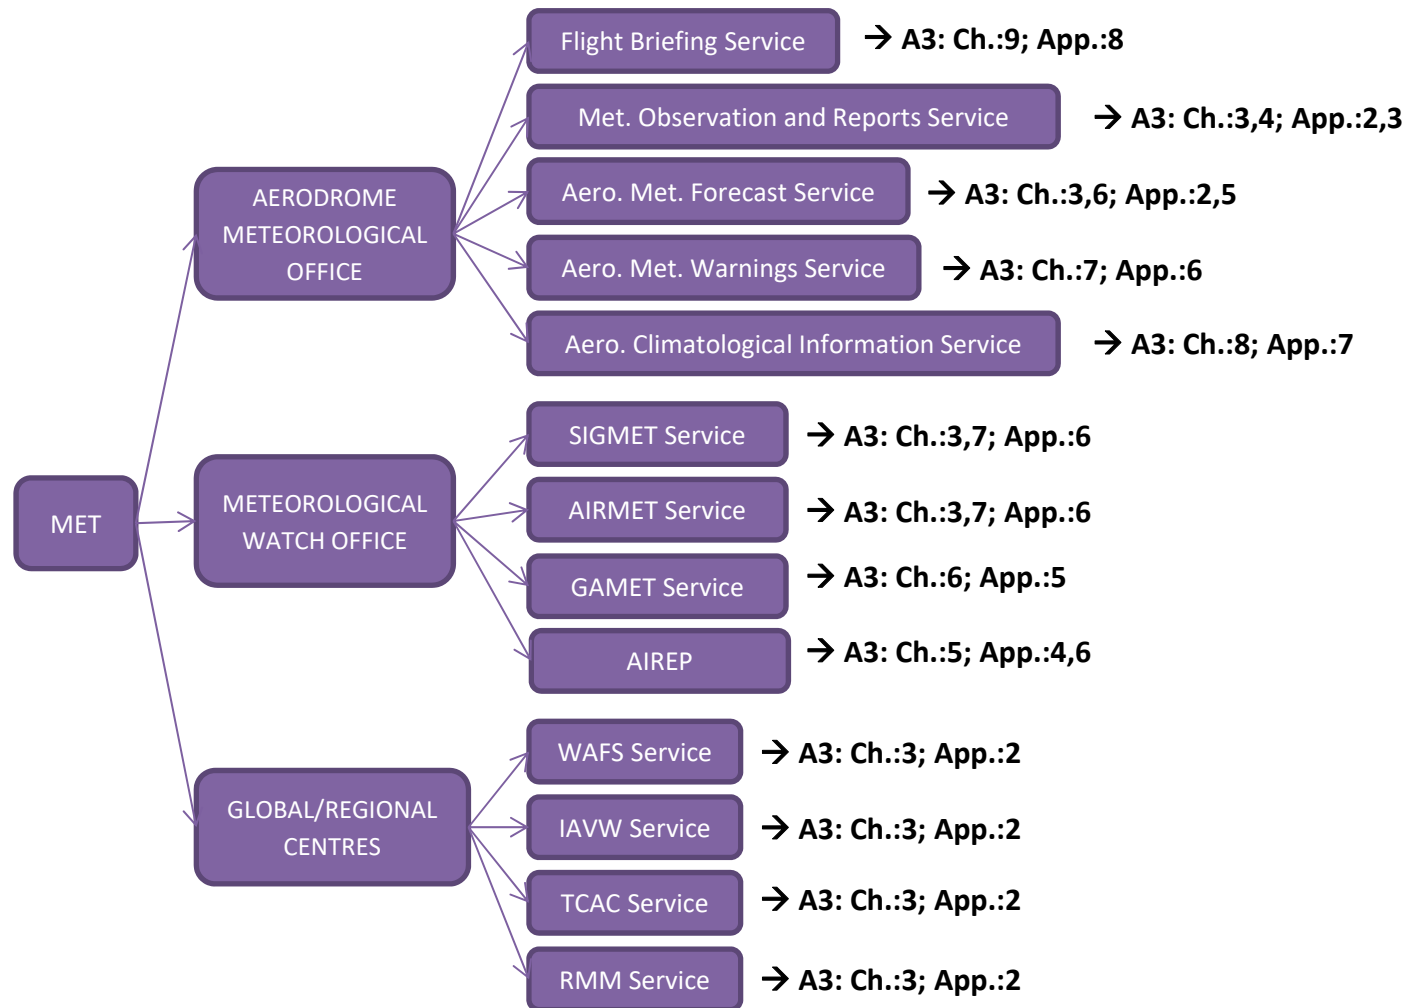 Flight Briefing Service → A3: Ch.:9; App.:8
Met. Observation and Reports Service → A3: Ch.:3,4; App.:2,3
AERODROME
METEOROLOGICAL
OFFICE
Aero. Met. Forecast Service → A3: Ch.:3,6; App.:2,5
Aero. Met. Warnings Service → A3: Ch.:7; App.:6
Aero. Climatological Information Service → A3: Ch.:8; App.:7
MET
METEOROLOGICAL
WATCH OFFICE
SIGMET Service → A3: Ch.:3,7; App.:6
AIRMET Service → A3: Ch.:3,7; App.:6
GAMET Service → A3: Ch.:6; App.:5
AIREP → A3: Ch.:5; App.:4,6
GLOBAL/REGIONAL
CENTRES
WAFS Service → A3: Ch.:3; App.:2
IAVW Service → A3: Ch.:3; App.:2
TCAC Service → A3: Ch.:3; App.:2
RMM Service → A3: Ch.:3; App.:2